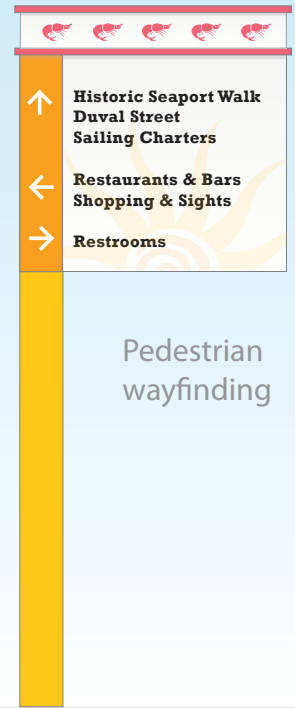 Historic Seaport Walk
Duval Street
Sailing Charters
Restaurants & Bars
Shopping & Sights
Restrooms
Pedestrian
wayfinding